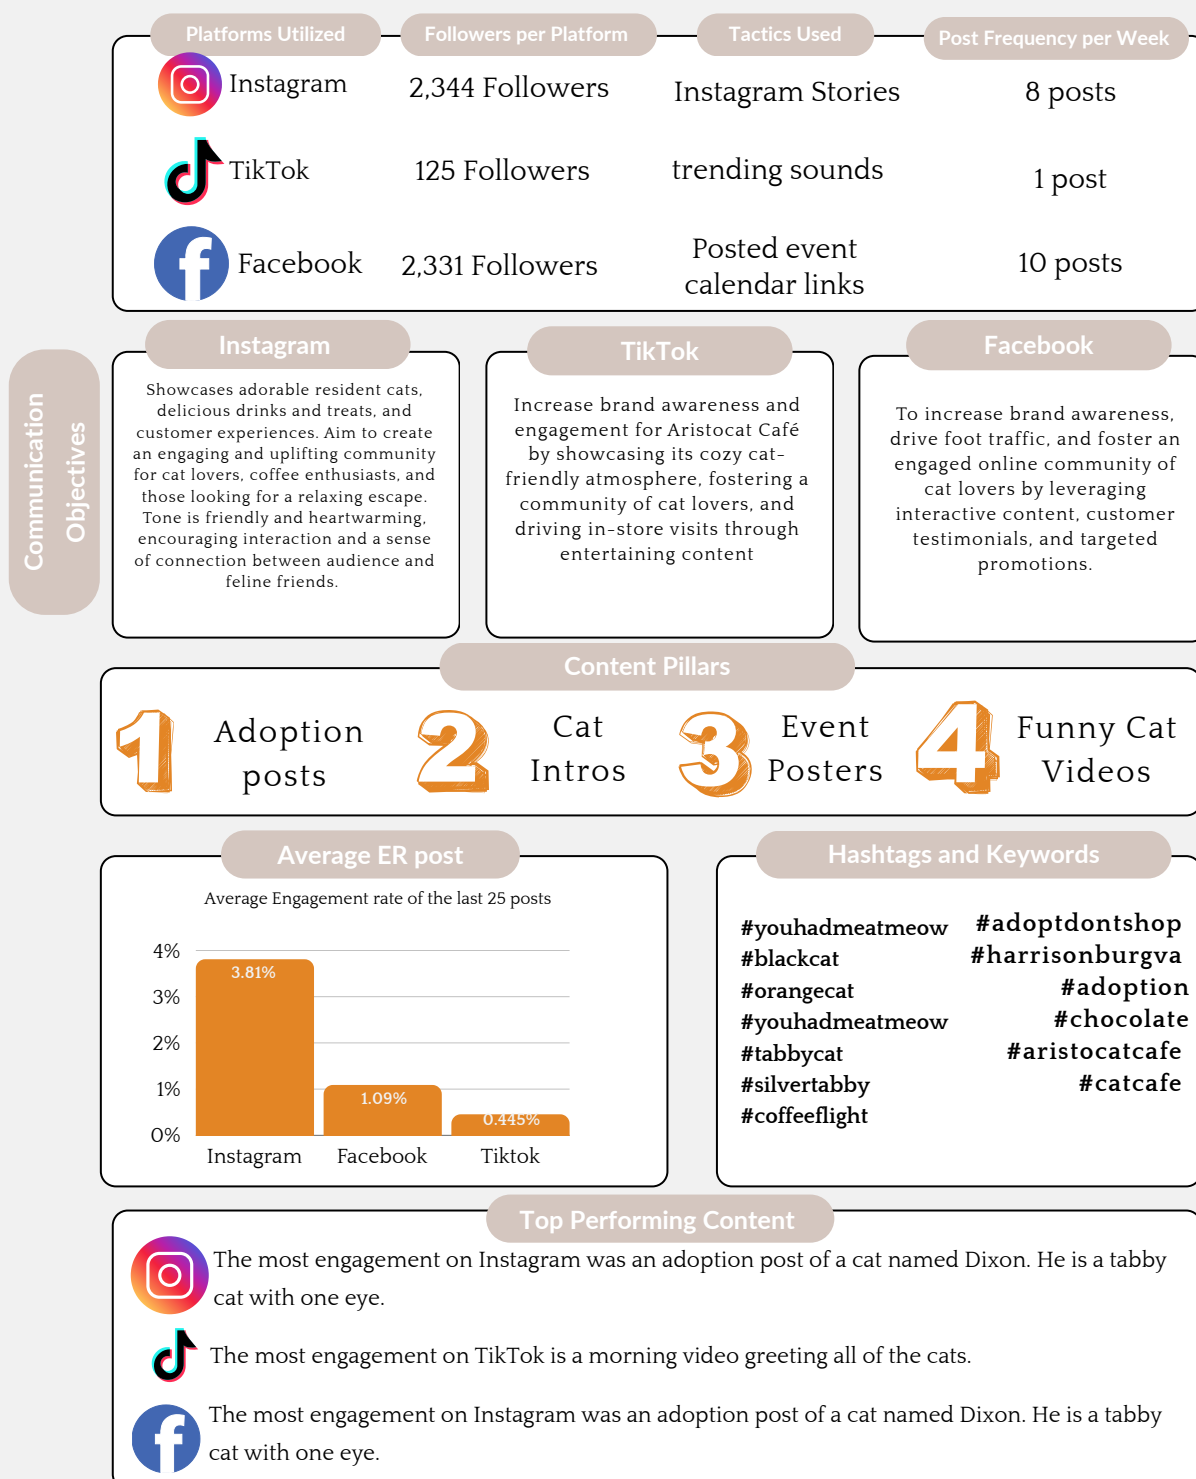 Platforms Utilized
Followers per Platform
Tactics Used
Post Frequency per Week
Instagram
2,344 Followers
Instagram Stories
8 posts
TikTok
125 Followers
trending sounds
1 post
Facebook
2,331 Followers
Posted event
calendar links
10 posts
Communication
Objectives
Instagram
Showcases adorable resident cats,
delicious drinks and treats, and
customer experiences. Aim to create
an engaging and uplifting community
for cat lovers, coffee enthusiasts, and
those looking for a relaxing escape.
Tone is friendly and heartwarming,
encouraging interaction and a sense
of connection between audience and
feline friends.
TikTok
Increase brand awareness and
engagement for Aristocat Café
by showcasing its cozy cat-
friendly atmosphere, fostering a
community of cat lovers, and
driving in-store visits through
entertaining content
Facebook
To increase brand awareness,
drive foot traffic, and foster an
engaged online community of
cat lovers by leveraging
interactive content, customer
testimonials, and targeted
promotions.
Content Pillars
1
Adoption
posts
2
Cat
Intros
3
Event
Posters
4
Funny Cat
Videos
Average ER post
Average Engagement rate of the last 25 posts
4%
3%
2%
1%
0%
3.81%
1.09%
0.445%
Instagram
Facebook
Tiktok
Hashtags and Keywords
#youhadmeatmeow
#blackcat
#orangecat
#youhadmeatmeow
#tabbycat
#silvertabby
#coffeeflight
#adoptdontshop
#harrisonburgva
#adoption
#chocolate
#aristocatcafe
#catcafe
Top Performing Content
The most engagement on Instagram was an adoption post of a cat named Dixon. He is a tabby
cat with one eye.
The most engagement on TikTok is a morning video greeting all of the cats.
The most engagement on Instagram was an adoption post of a cat named Dixon. He is a tabby
cat with one eye.